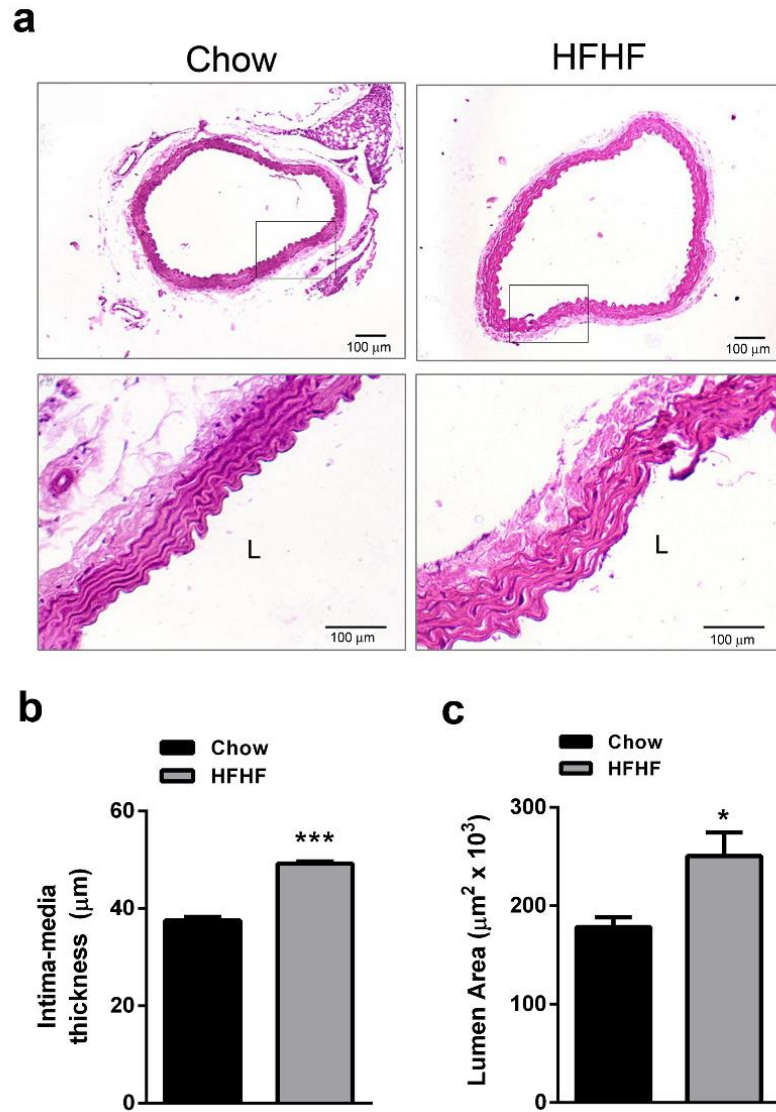 a
Chow HFHF
100 μm 100 μm
L L
100 μm 100 μm
b
Chow
HFHF
60
40
20
0
***
Intima-media
thickness (μm)
c
Chow
HFHF
300
200
100
0
*
Lumen Area (μm² x 10³)